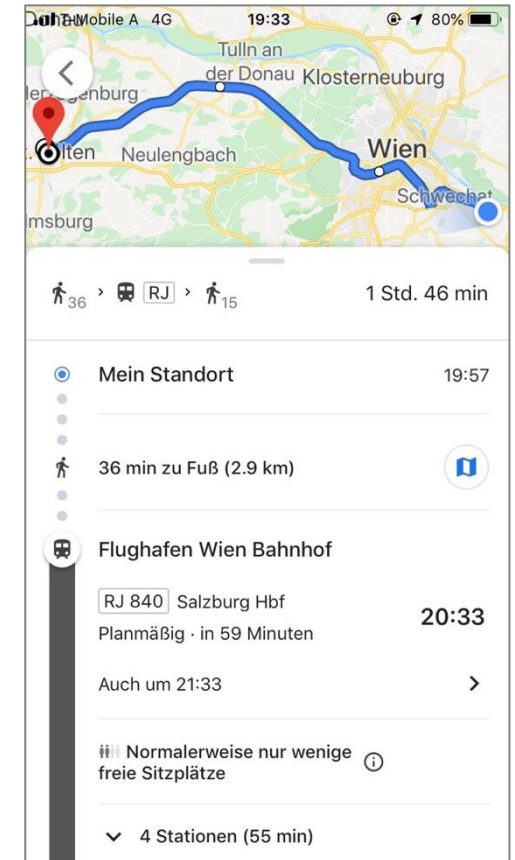 T-Mobile A 4G 19:33 80%
Tulln an
der Donau
Klosterneuburg
Neulengbach
Wien
Schwechat
36 RJ 15 1 Std. 46 min
Mein Standort 19:57
36 min zu Fuß (2.9 km)
Flughafen Wien Bahnhof
RJ 840 Salzburg Hbf
20:33
Planmäßig · in 59 Minuten
Auch um 21:33
Normalerweise nur wenige
freie Sitzplätze
4 Stationen (55 min)